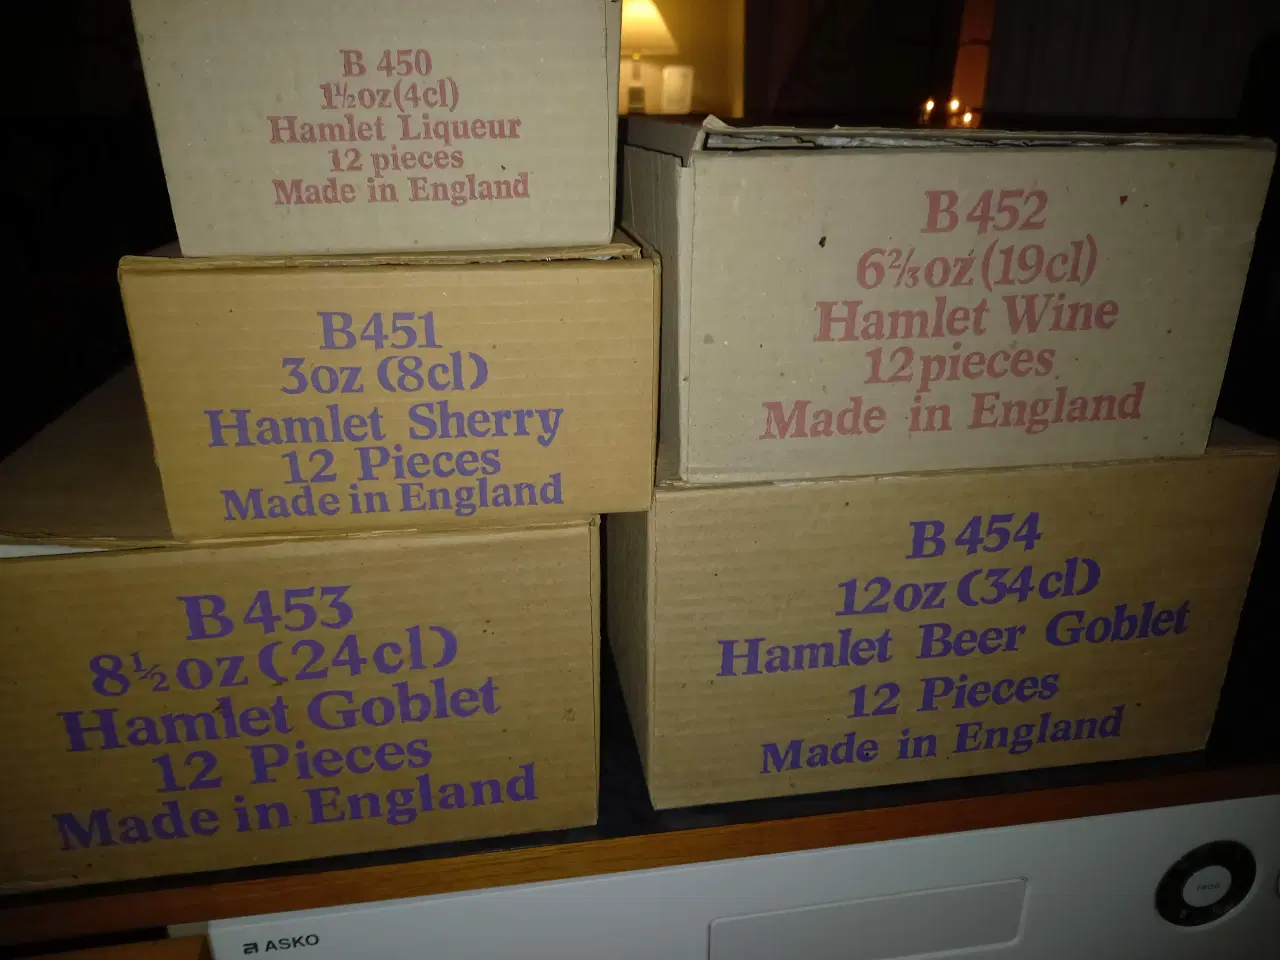 B 450
1½oz(4cl)
Hamlet Liqueur
12 pieces
Made in England
B451
3oz (8cl)
Hamlet Sherry
12 Pieces
Made in England
B 452
6⅔oz(19cl)
Hamlet Wine
12 pieces
Made in England
B 453
8½oz(24cl)
Hamlet Goblet
12 Pieces
Made in England
B 454
12oz (34cl)
Hamlet Beer Goblet
12 Pieces
Made in England
ASKO